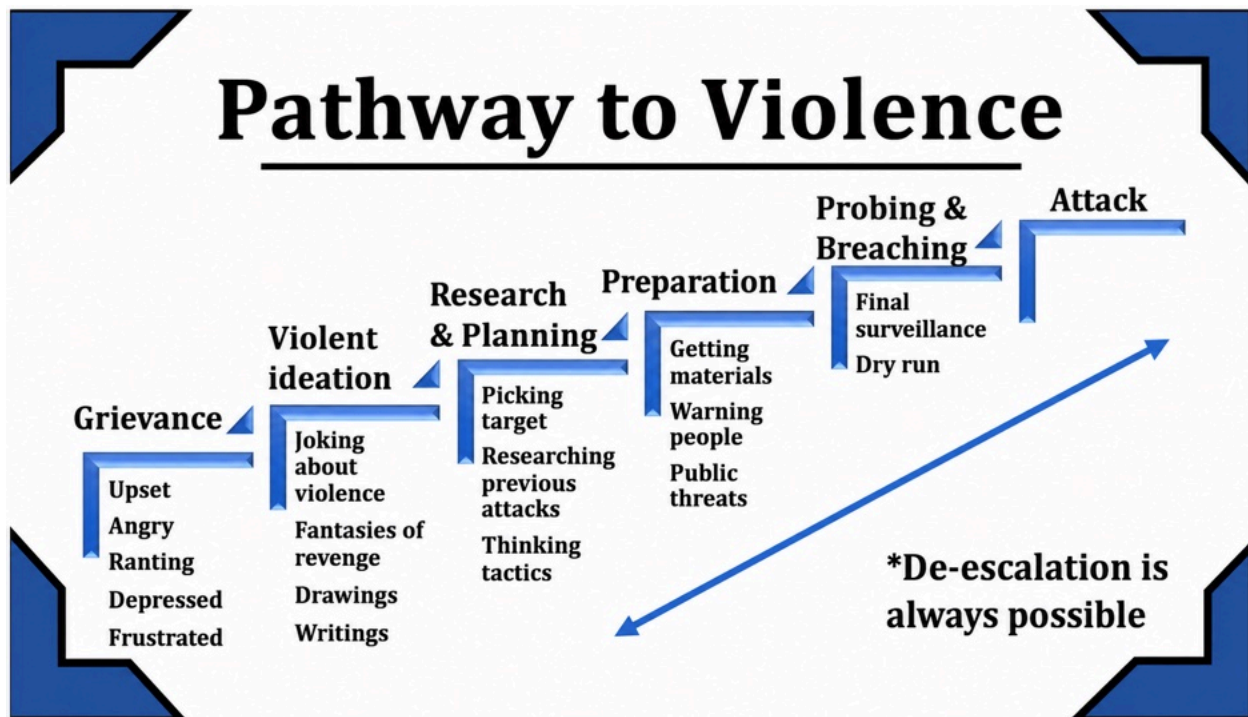 Pathway to Violence
Grievance
Upset
Angry
Ranting
Depressed
Frustrated
Violent
ideation
Joking
about
violence
Fantasies of
revenge
Drawings
Writings
Research
& Planning
Picking
target
Researching
previous
attacks
Thinking
tactics
Preparation
Getting
materials
Warning
people
Public
threats
Probing &
Breaching
Final
surveillance
Dry run
Attack
*De-escalation is
always possible